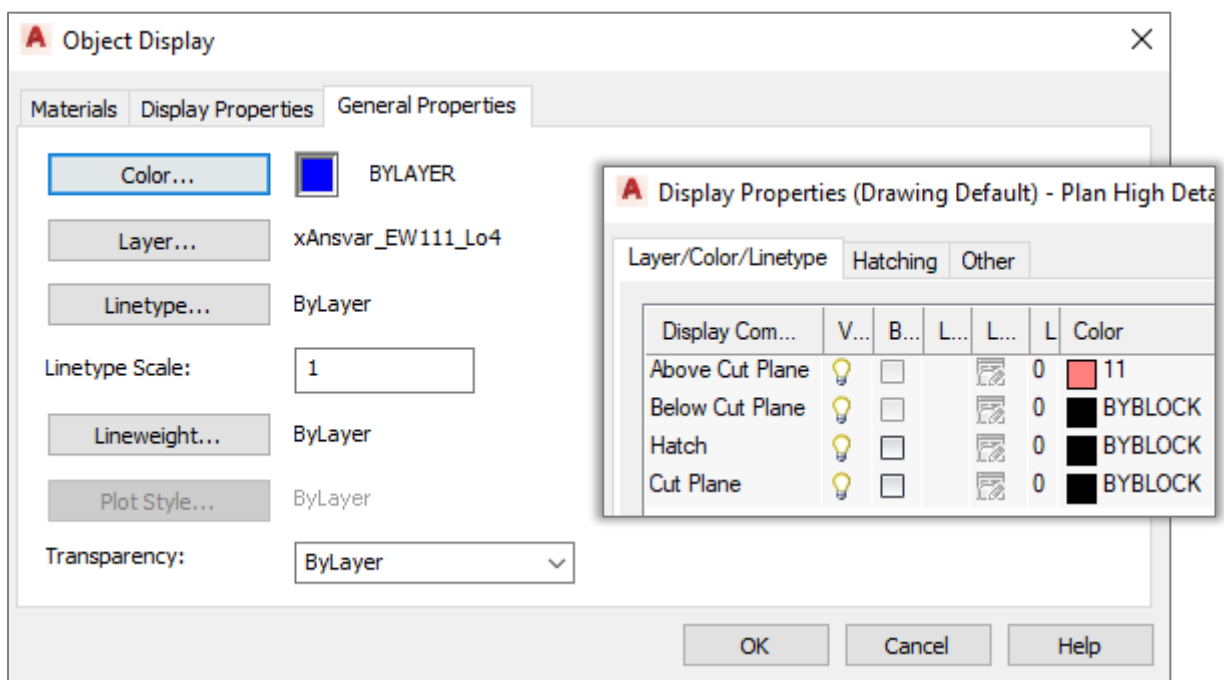 Object Display
Materials Display Properties General Properties
Color... BYLAYER
Layer... xAnsvar_EW111_Lo4
Linetype... ByLayer
Linetype Scale: 1
Lineweight... ByLayer
Plot Style... ByLayer
Transparency: ByLayer
OK Cancel Help
Display Properties (Drawing Default) - Plan High Deta
Layer/Color/Linetype Hatching Other
Display Com... V... B... L... L... L Color
Above Cut Plane 0 11
Below Cut Plane 0 BYBLOCK
Hatch 0 BYBLOCK
Cut Plane 0 BYBLOCK